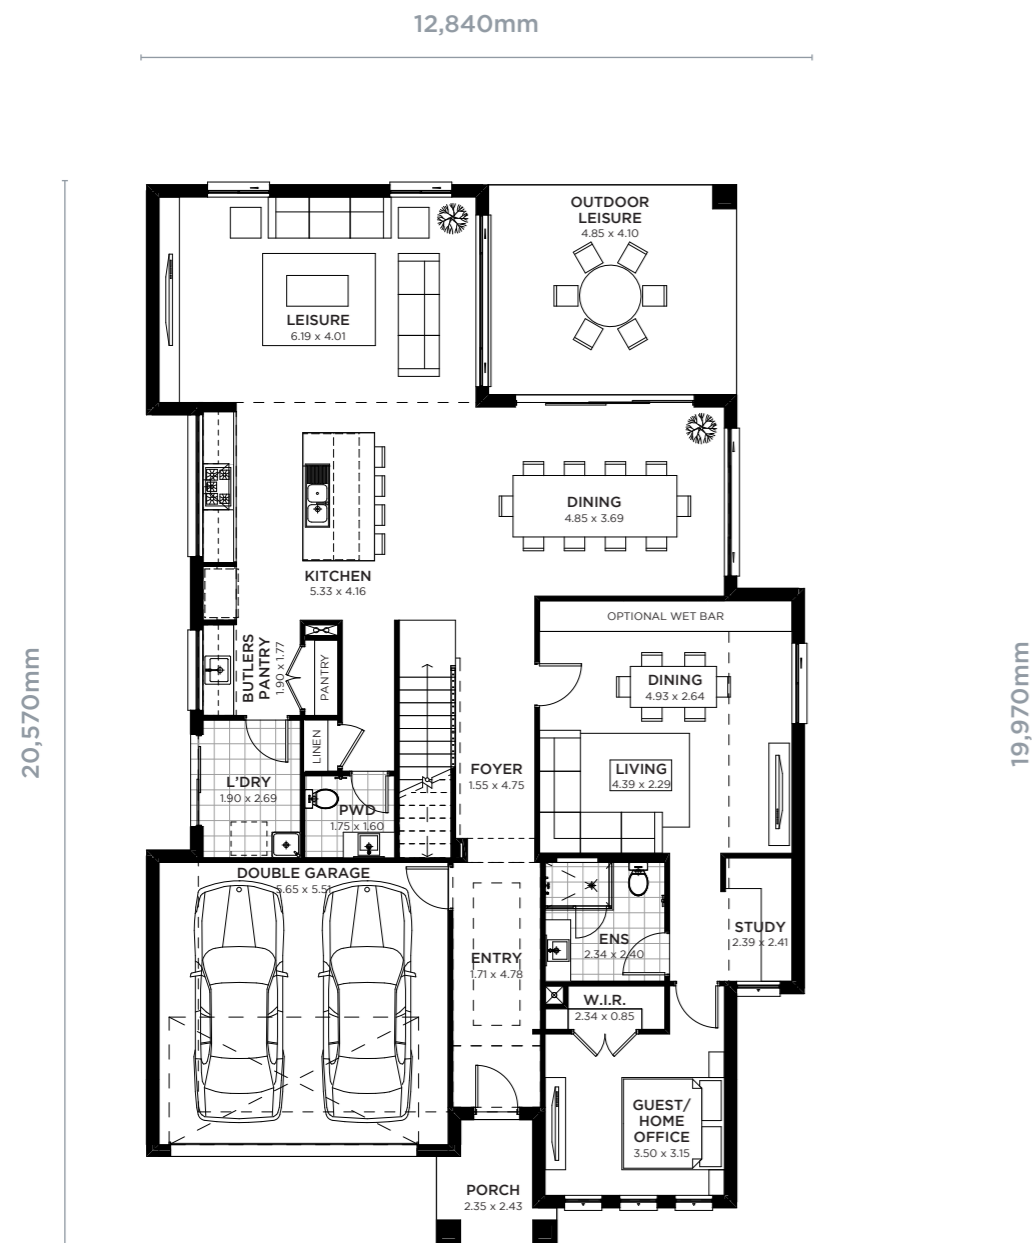 12,840mm
OUTDOOR
LEISURE
4.85 x 4.10
LEISURE
6.19 x 4.01
DINING
4.85 x 3.69
KITCHEN
5.33 x 4.16
OPTIONAL WET BAR
BUTLERS
PANTRY
1.90 x 1.77
PANTRY
DINING
4.93 x 2.64
20,570mm
19,970mm
LINEN
L'DRY
1.90 x 2.69
PWD
1.75 x 1.60
FOYER
1.55 x 4.75
LIVING
4.39 x 2.29
DOUBLE GARAGE
5.65 x 5.51
ENTRY
1.71 x 4.78
ENS
2.34 x 2.40
STUDY
2.39 x 2.41
W.I.R.
2.34 x 0.85
GUEST/
HOME
OFFICE
3.50 x 3.15
PORCH
2.35 x 2.43